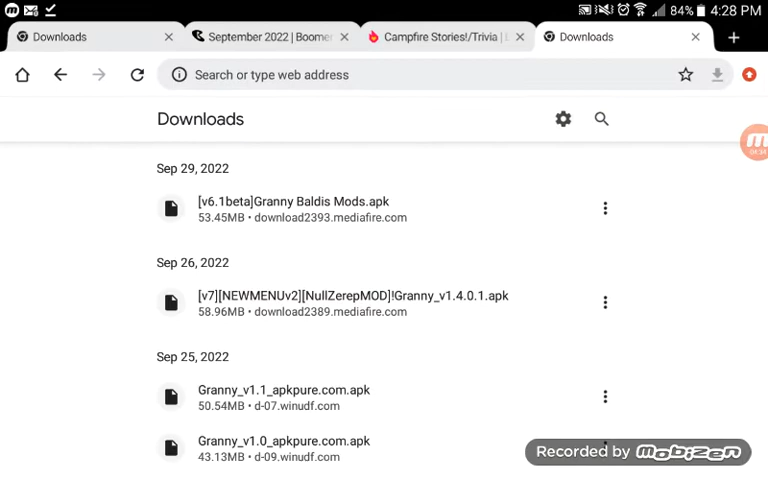 84% 4:28 PM
Downloads
September 2022 | Boomer
Campfire Stories!/Trivia |
Downloads
Search or type web address
Downloads
04:34
Sep 29, 2022
[v6.1beta]Granny Baldis Mods.apk
53.45MB • download2393.mediafire.com
Sep 26, 2022
[v7][NEWMENUv2][NullZerepMOD]!Granny_v1.4.0.1.apk
58.96MB • download2389.mediafire.com
Sep 25, 2022
Granny_v1.1_apkpure.com.apk
50.54MB • d-07.winudf.com
Granny_v1.0_apkpure.com.apk
43.13MB • d-09.winudf.com
Recorded by mobizen